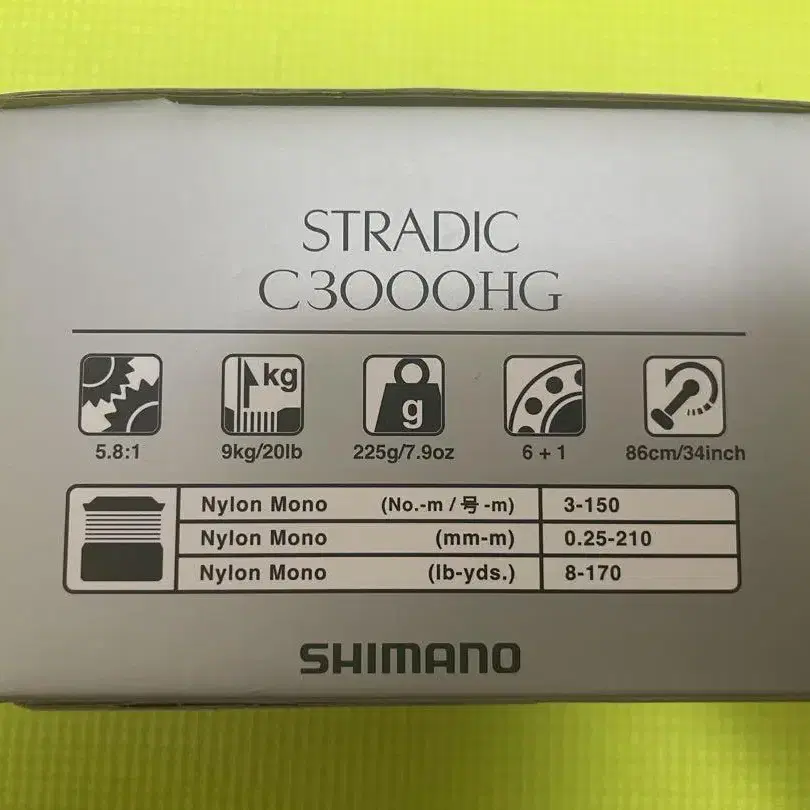 STRADIC
C3000HG
kg
g
5.8:1 9kg/20lb 225g/7.9oz 6 + 1 86cm/34inch
Nylon Mono (No.-m / 号 -m) 3-150
Nylon Mono (mm-m) 0.25-210
Nylon Mono (lb-yds.) 8-170
SHIMANO